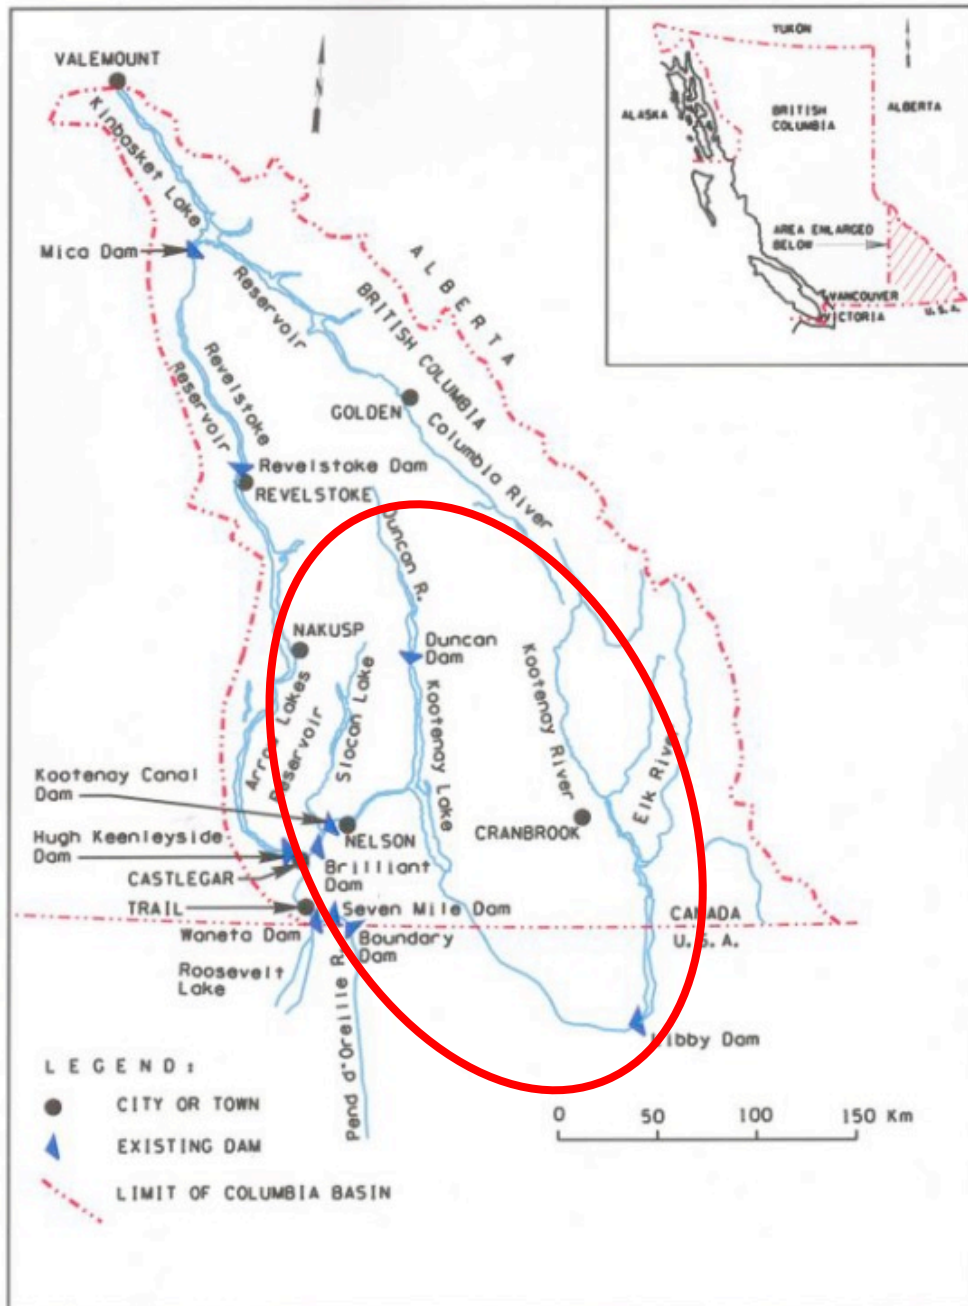 VALEMOUNT
Kinbasket Lake
Reservoir
Mica Dam
Revelstoke
Reservoir
ALBERTA
BRITISH COLUMBIA
GOLDEN
Columbia River
Revelstoke Dam
REVELSTOKE
Duncan R.
NAKUSP
Duncan
Dam
Arrow Lakes
Reservoir
Slocan Lake
Kootenay Lake
Kootenay River
Elk River
Kootenay Canal
Dam
NELSON
CRANBROOK
Hugh Keenleyside
Dam
CASTLEGAR
Brilliant
Dam
TRAIL
Seven Mile Dam
CANADA
U.S.A.
Waneta Dam
Boundary
Dam
Roosevelt
Lake
Pend d'Oreille R.
Libby Dam
N
YUKON
ALASKA
BRITISH
COLUMBIA
ALBERTA
AREA ENLARGED
BELOW
VANCOUVER
VICTORIA
U.S.A.
LEGEND:
CITY OR TOWN
EXISTING DAM
LIMIT OF COLUMBIA BASIN
0 50 100 150 Km